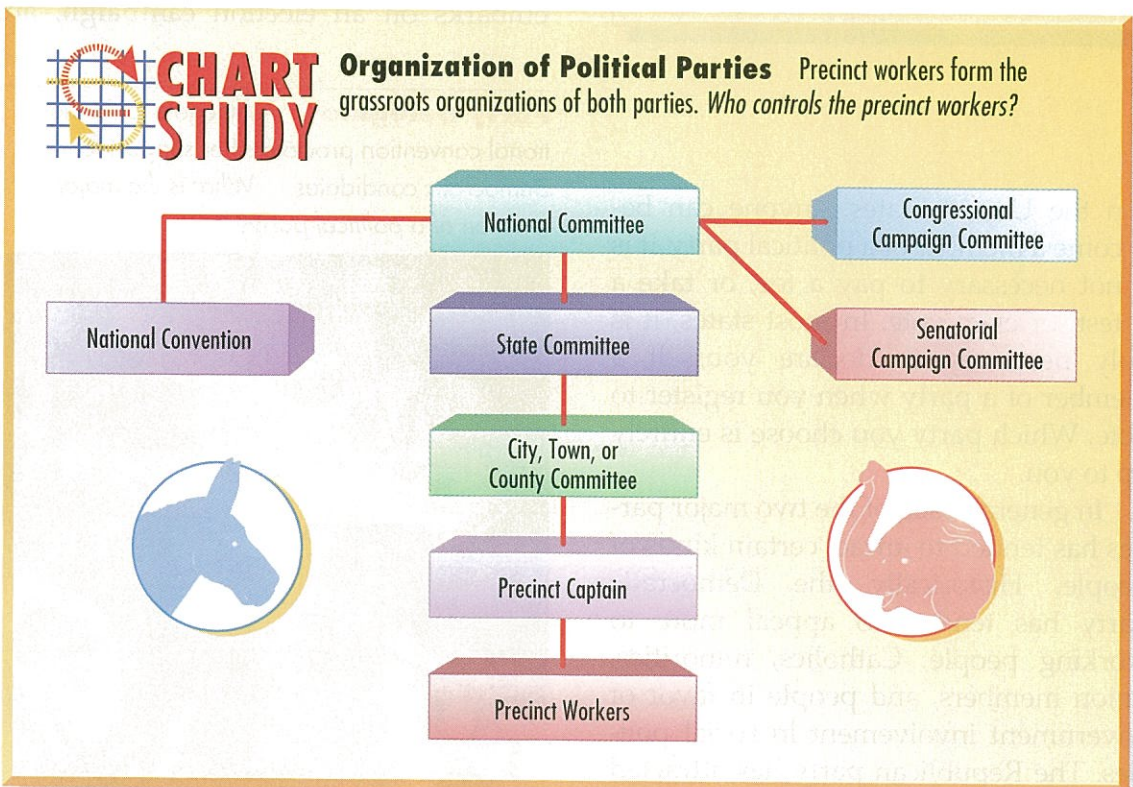 CHART
STUDY
Organization of Political Parties Precinct workers form the
grassroots organizations of both parties. Who controls the precinct workers?
National Committee
Congressional
Campaign Committee
National Convention
State Committee
Senatorial
Campaign Committee
City, Town, or
County Committee
Precinct Captain
Precinct Workers